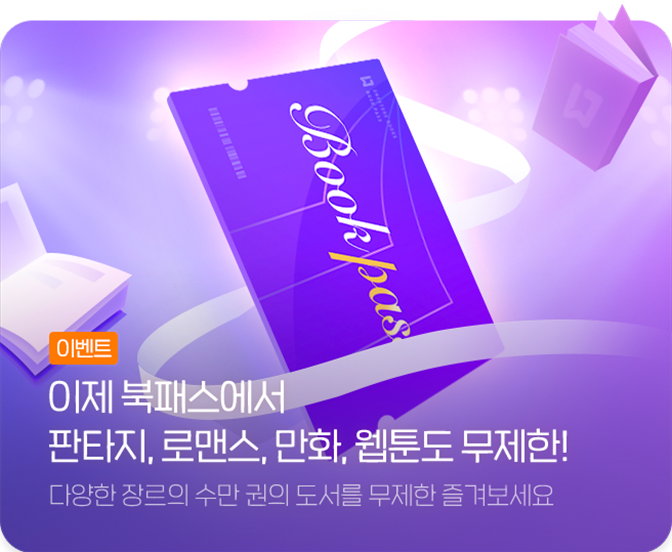 Book pas
이벤트
이제 북패스에서
판타지, 로맨스, 만화, 웹툰도 무제한!
다양한 장르의 수만 권의 도서를 무제한 즐겨보세요